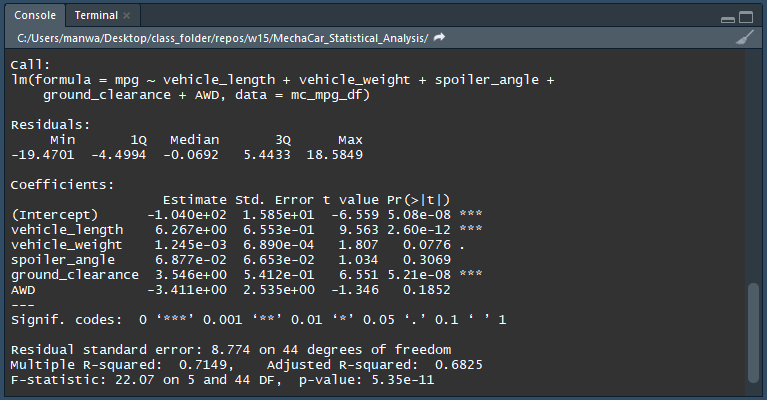 Console Terminal ×
C:/Users/manwa/Desktop/class_folder/repos/w15/MechaCar_Statistical_Analysis/
Call:
lm(formula = mpg ~ vehicle_length + vehicle_weight + spoiler_angle +
    ground_clearance + AWD, data = mc_mpg_df)
Residuals:
     Min       1Q   Median       3Q      Max
-19.4701  -4.4994  -0.0692   5.4433  18.5849
Coefficients:
                   Estimate Std. Error t value Pr(>|t|)
(Intercept)      -1.040e+02  1.585e+01  -6.559 5.08e-08 ***
vehicle_length    6.267e+00  6.553e-01   9.563 2.60e-12 ***
vehicle_weight    1.245e-03  6.890e-04   1.807   0.0776 .
spoiler_angle     6.877e-02  6.653e-02   1.034   0.3069
ground_clearance  3.546e+00  5.412e-01   6.551 5.21e-08 ***
AWD              -3.411e+00  2.535e+00  -1.346   0.1852
---
Signif. codes:  0 ‘***’ 0.001 ‘**’ 0.01 ‘*’ 0.05 ‘.’ 0.1 ‘ ’ 1
Residual standard error: 8.774 on 44 degrees of freedom
Multiple R-squared:  0.7149,    Adjusted R-squared:  0.6825
F-statistic: 22.07 on 5 and 44 DF,  p-value: 5.35e-11